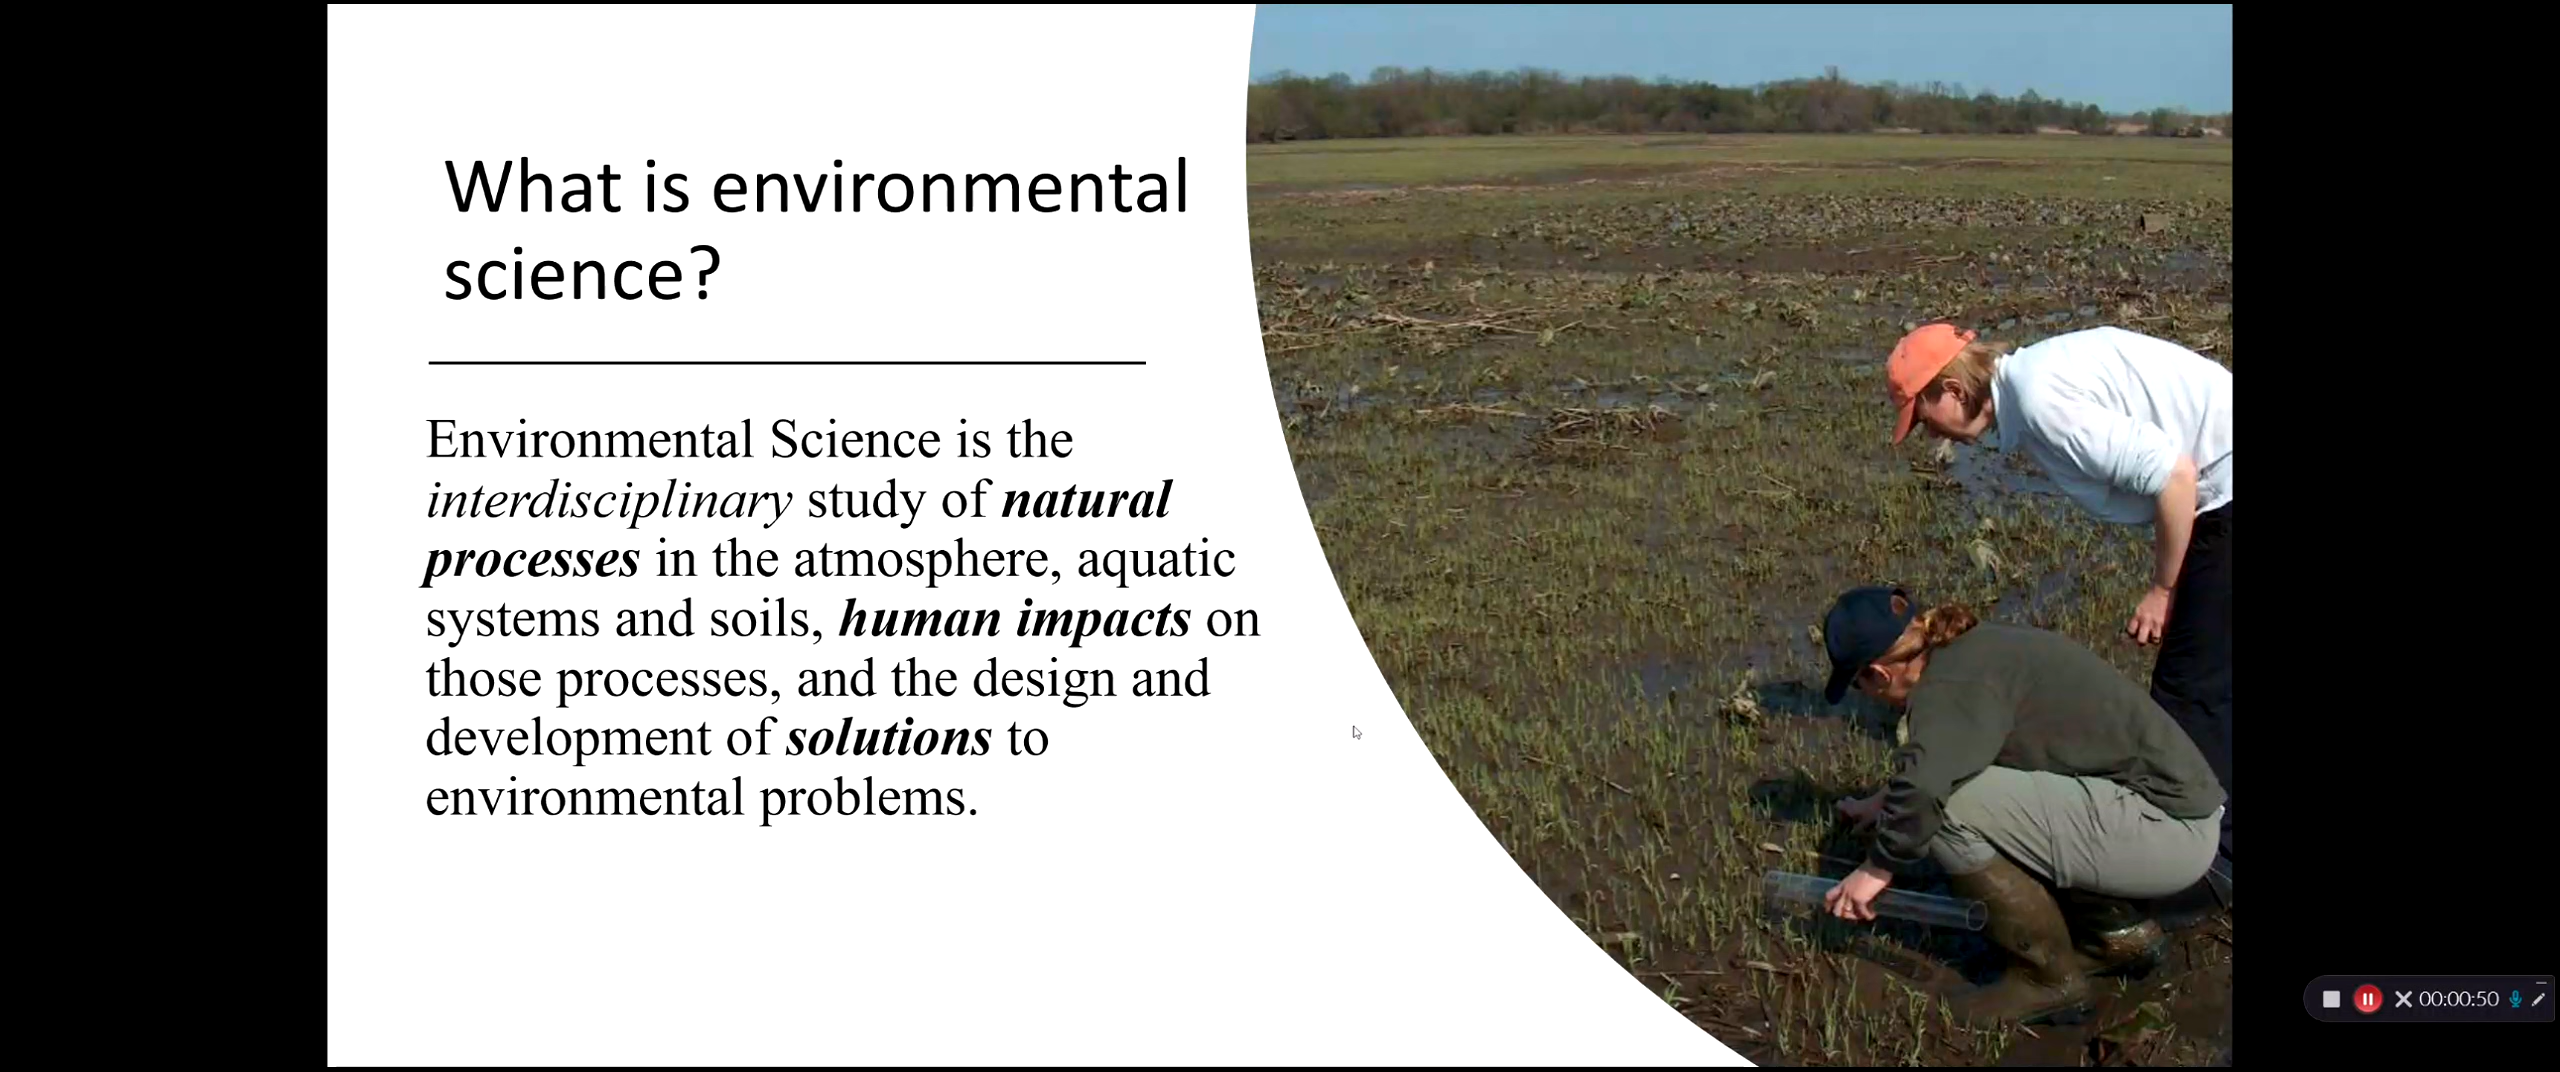 What is environmental
science?
Environmental Science is the
interdisciplinary study of natural
processes in the atmosphere, aquatic
systems and soils, human impacts on
those processes, and the design and
development of solutions to
environmental problems.
00:00:50